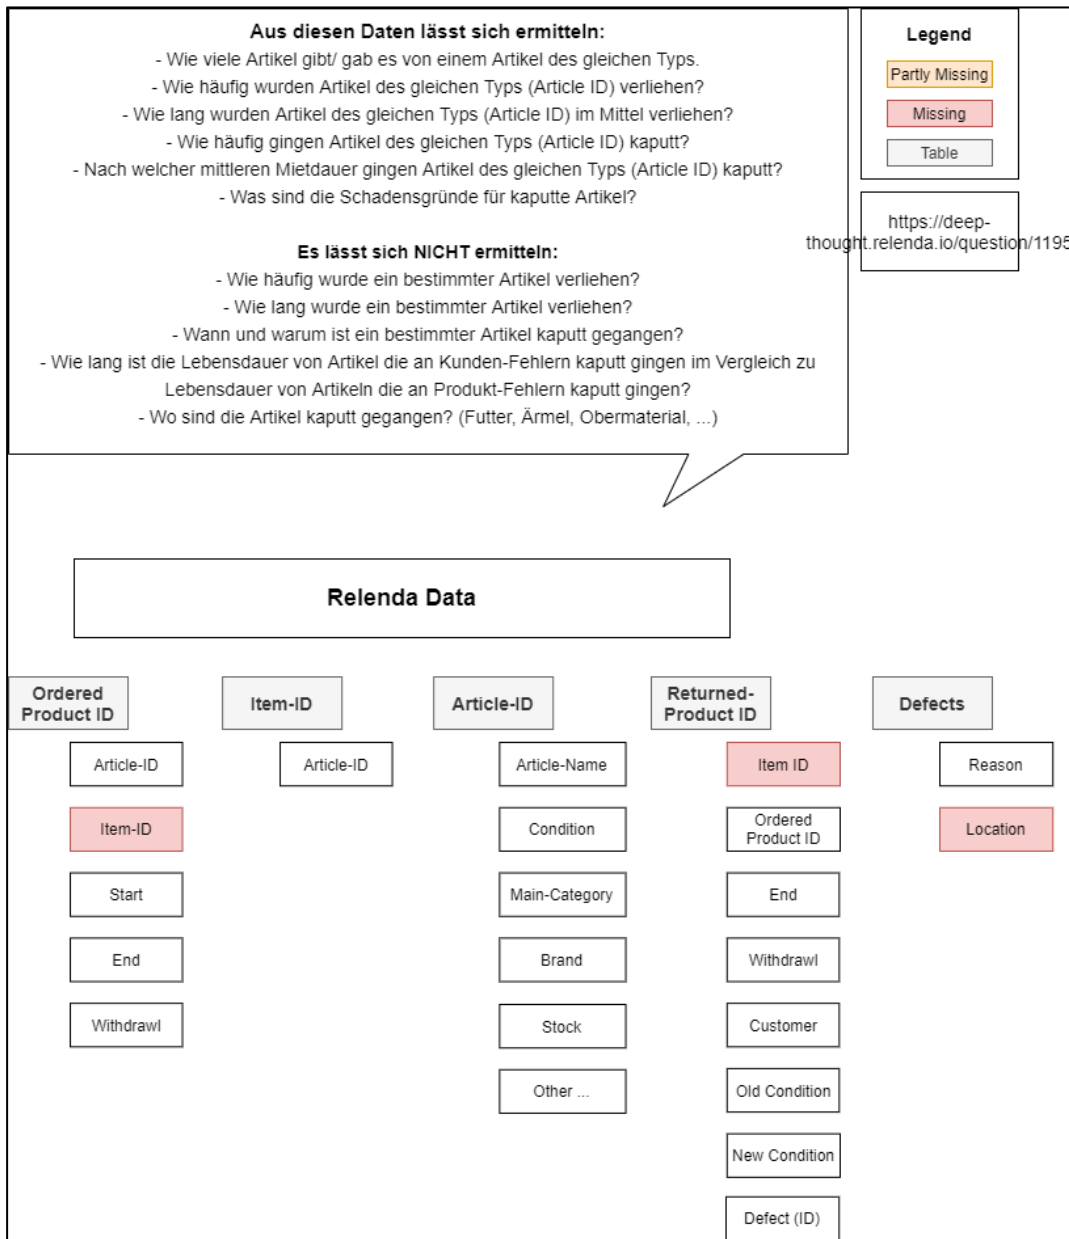 Aus diesen Daten lässt sich ermitteln:
- Wie viele Artikel gibt/ gab es von einem Artikel des gleichen Typs.
- Wie häufig wurden Artikel des gleichen Typs (Article ID) verliehen?
- Wie lang wurden Artikel des gleichen Typs (Article ID) im Mittel verliehen?
- Wie häufig gingen Artikel des gleichen Typs (Article ID) kaputt?
- Nach welcher mittleren Mietdauer gingen Artikel des gleichen Typs (Article ID) kaputt?
- Was sind die Schadensgründe für kaputte Artikel?
Es lässt sich NICHT ermitteln:
- Wie häufig wurde ein bestimmter Artikel verliehen?
- Wie lang wurde ein bestimmter Artikel verliehen?
- Wann und warum ist ein bestimmter Artikel kaputt gegangen?
- Wie lang ist die Lebensdauer von Artikel die an Kunden-Fehlern kaputt gingen im Vergleich zu
Lebensdauer von Artikeln die an Produkt-Fehlern kaputt gingen?
- Wo sind die Artikel kaputt gegangen? (Futter, Ärmel, Obermaterial, ...)
Legend
Partly Missing
Missing
Table
https://deep-
thought.relenda.io/question/1195
Relenda Data
Ordered
Product ID
Article-ID
Item-ID
Start
End
Withdrawl
Item-ID
Article-ID
Article-ID
Article-Name
Condition
Main-Category
Brand
Stock
Other ...
Returned-
Product ID
Item ID
Ordered
Product ID
End
Withdrawl
Customer
Old Condition
New Condition
Defect (ID)
Defects
Reason
Location